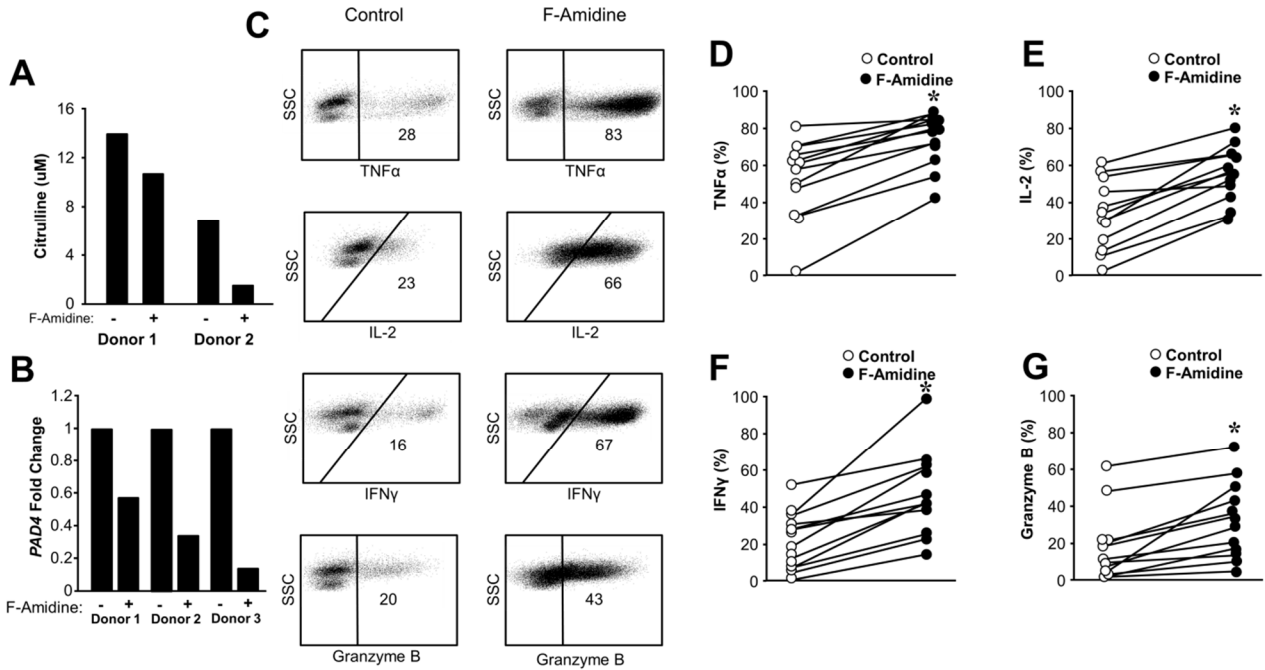 A
16
12
8
4
0
Citrulline (uM)
F-Amidine: - + - +
Donor 1 Donor 2
B
1.2
1
0.8
0.6
0.4
0.2
0
PAD4 Fold Change
F-Amidine: - + - + - +
Donor 1 Donor 2 Donor 3
C
Control F-Amidine
SSC 28 SSC 83
TNFα TNFα
SSC 23 SSC 66
IL-2 IL-2
SSC 16 SSC 67
IFNγ IFNγ
SSC 20 SSC 43
Granzyme B Granzyme B
D
Control
F-Amidine
*
100
80
60
40
20
0
TNFα (%)
E
Control
F-Amidine
*
100
80
60
40
20
0
IL-2 (%)
F
Control
F-Amidine
*
100
80
60
40
20
0
IFNγ (%)
G
Control
F-Amidine
*
100
80
60
40
20
0
Granzyme B (%)